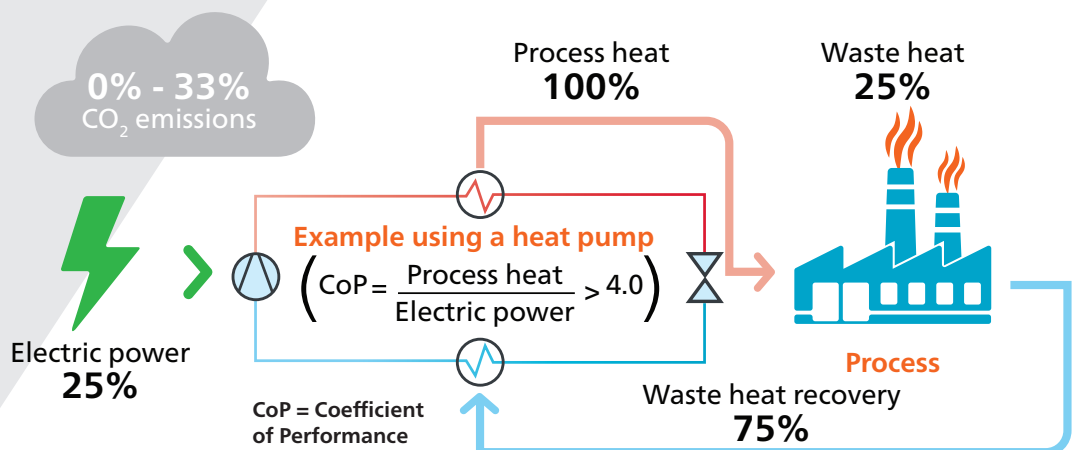 0% - 33%
CO₂ emissions
Process heat
100%
Waste heat
25%
Example using a heat pump
(CoP = Process heat / Electric power > 4.0)
Electric power
25%
Process
Waste heat recovery
75%
CoP = Coefficient
of Performance